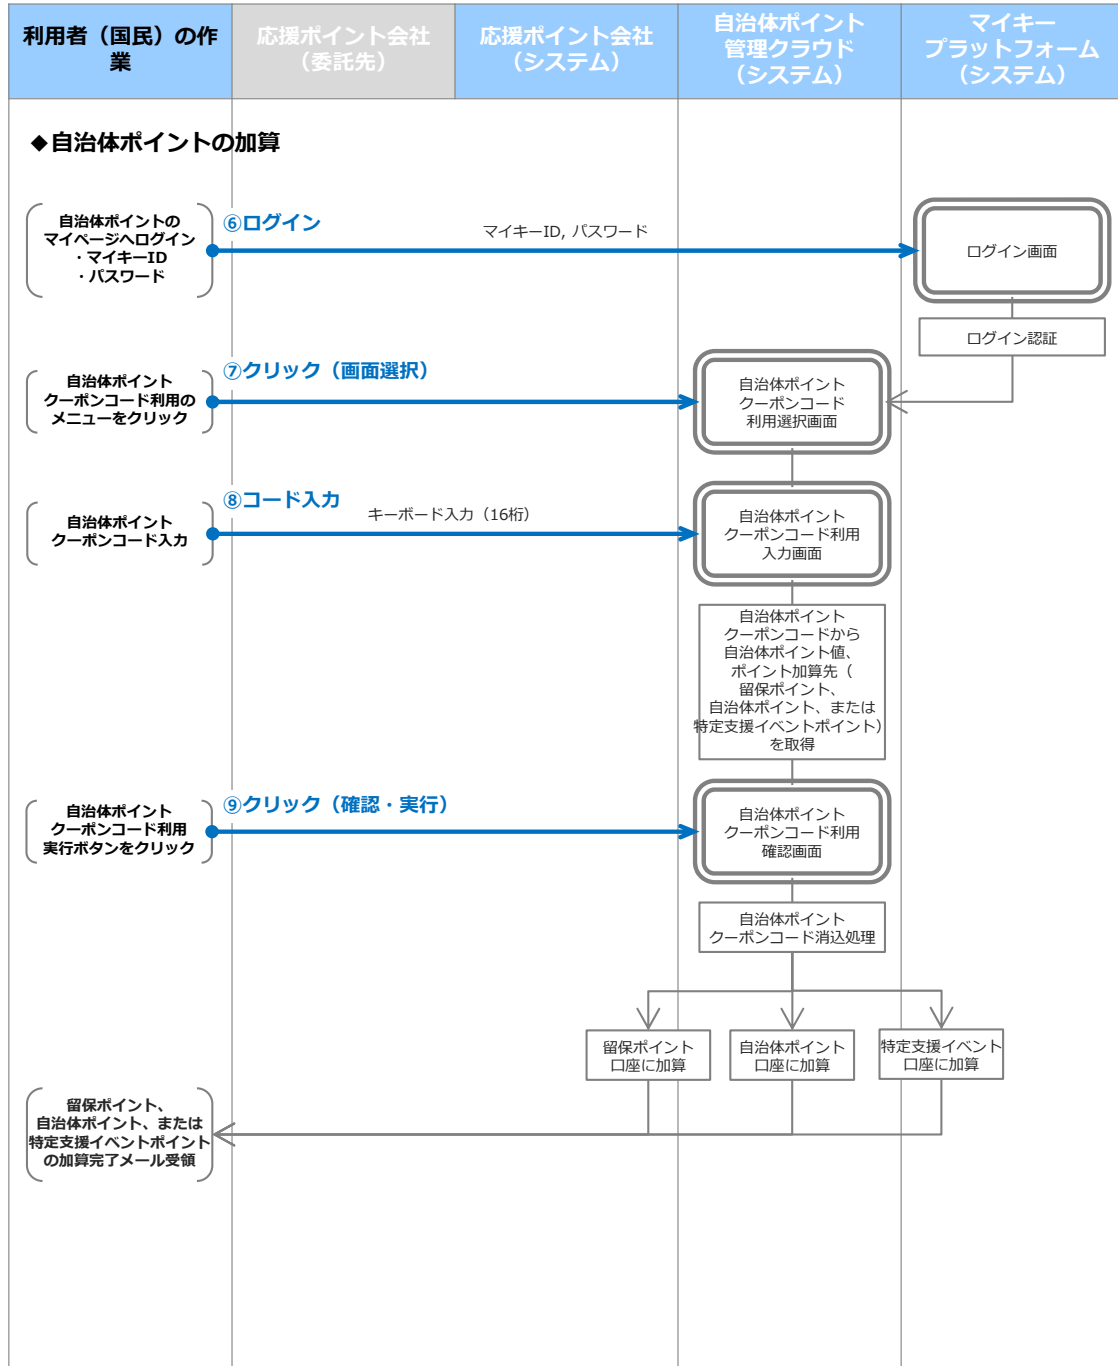 利用者（国民）の作
業
応援ポイント会社
（委託先）
応援ポイント会社
（システム）
自治体ポイント
管理クラウド
（システム）
マイキー
プラットフォーム
（システム）
◆自治体ポイントの加算
自治体ポイントの
マイページへログイン
・マイキーID
・パスワード
⑥ログイン
マイキーID, パスワード
ログイン画面
ログイン認証
自治体ポイント
クーポンコード利用の
メニューをクリック
⑦クリック（画面選択）
自治体ポイント
クーポンコード
利用選択画面
自治体ポイント
クーポンコード入力
⑧コード入力
キーボード入力（16桁）
自治体ポイント
クーポンコード利用
入力画面
自治体ポイント
クーポンコードから
自治体ポイント値、
ポイント加算先（
留保ポイント、
自治体ポイント、または
特定支援イベントポイント）
を取得
自治体ポイント
クーポンコード利用
実行ボタンをクリック
⑨クリック（確認・実行）
自治体ポイント
クーポンコード利用
確認画面
自治体ポイント
クーポンコード消込処理
留保ポイント
口座に加算
自治体ポイント
口座に加算
特定支援イベント
口座に加算
留保ポイント、
自治体ポイント、または
特定支援イベントポイント
の加算完了メール受領